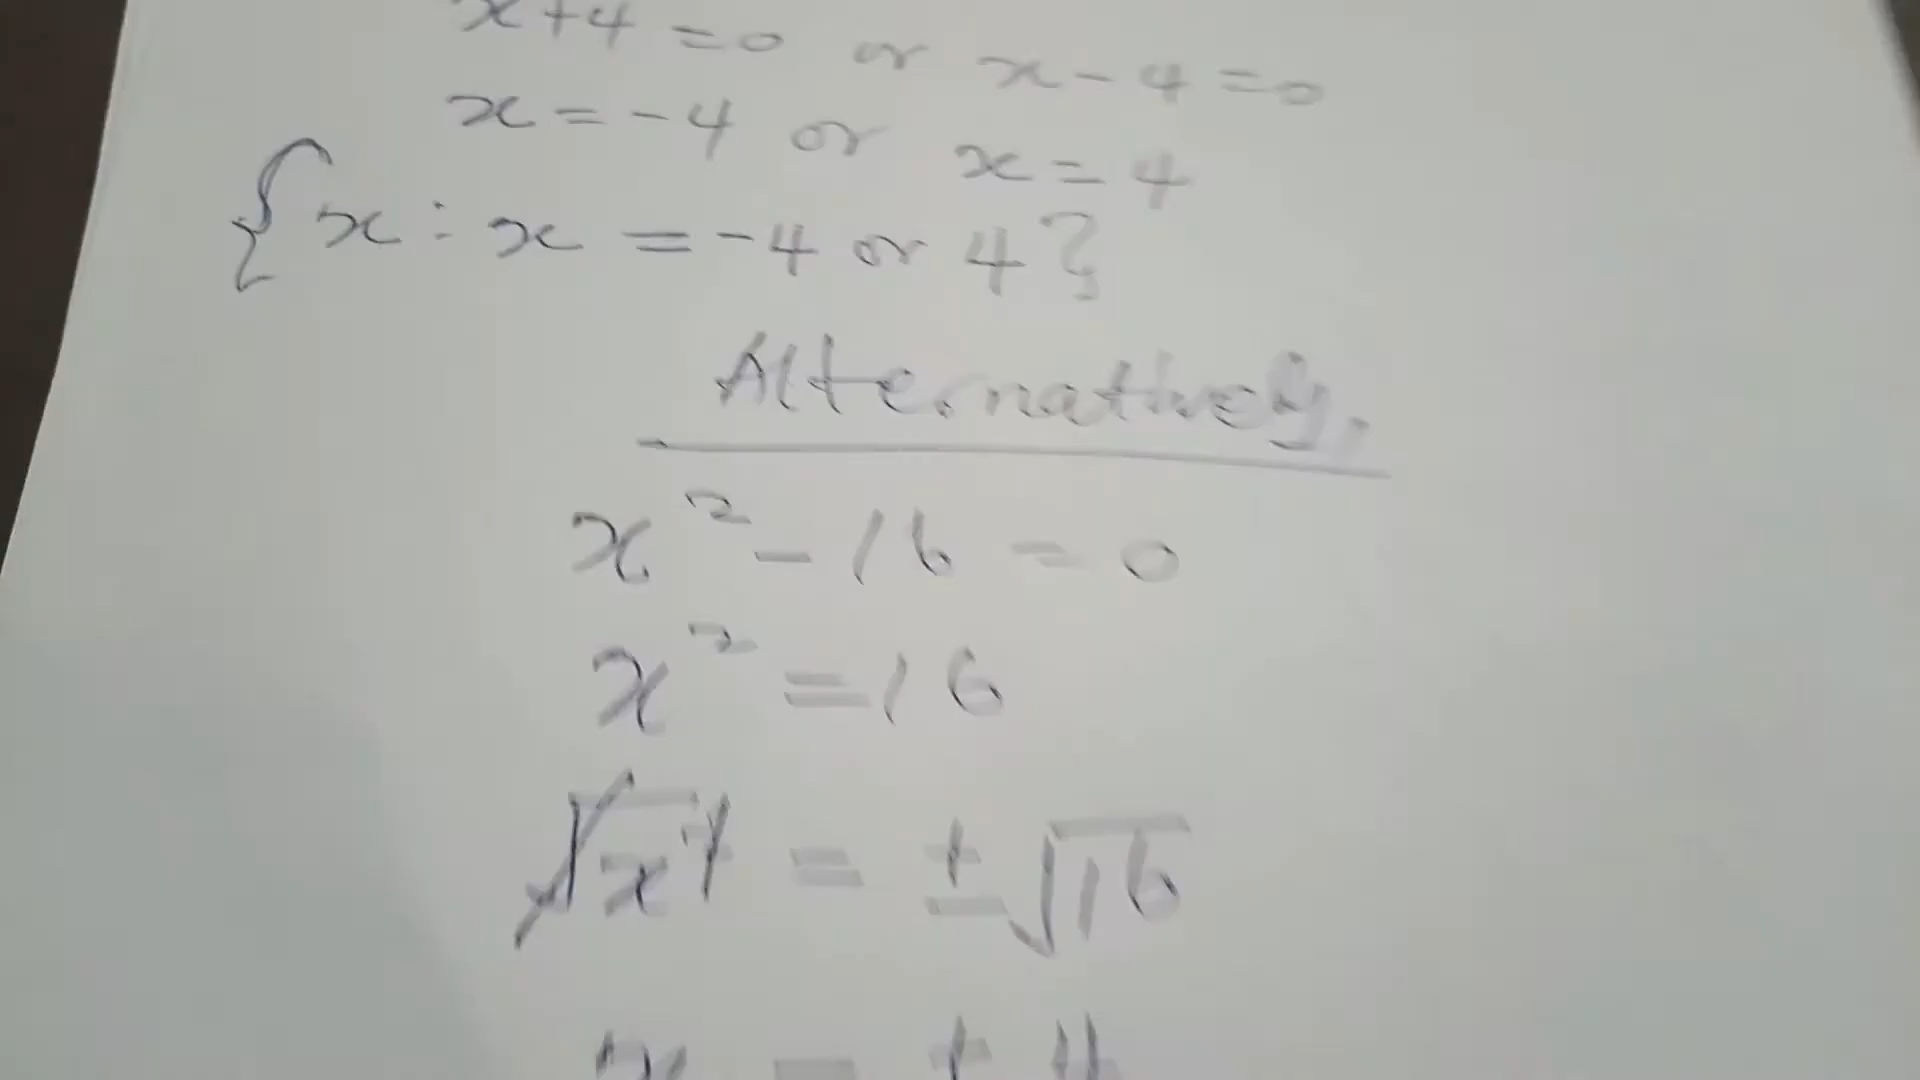 x+4=0 or x-4=0
x=-4 or x=4
{x:x=-4 or 4}
Alternatively,
x²-16=0
x²=16
√x²=±√16
x=±4